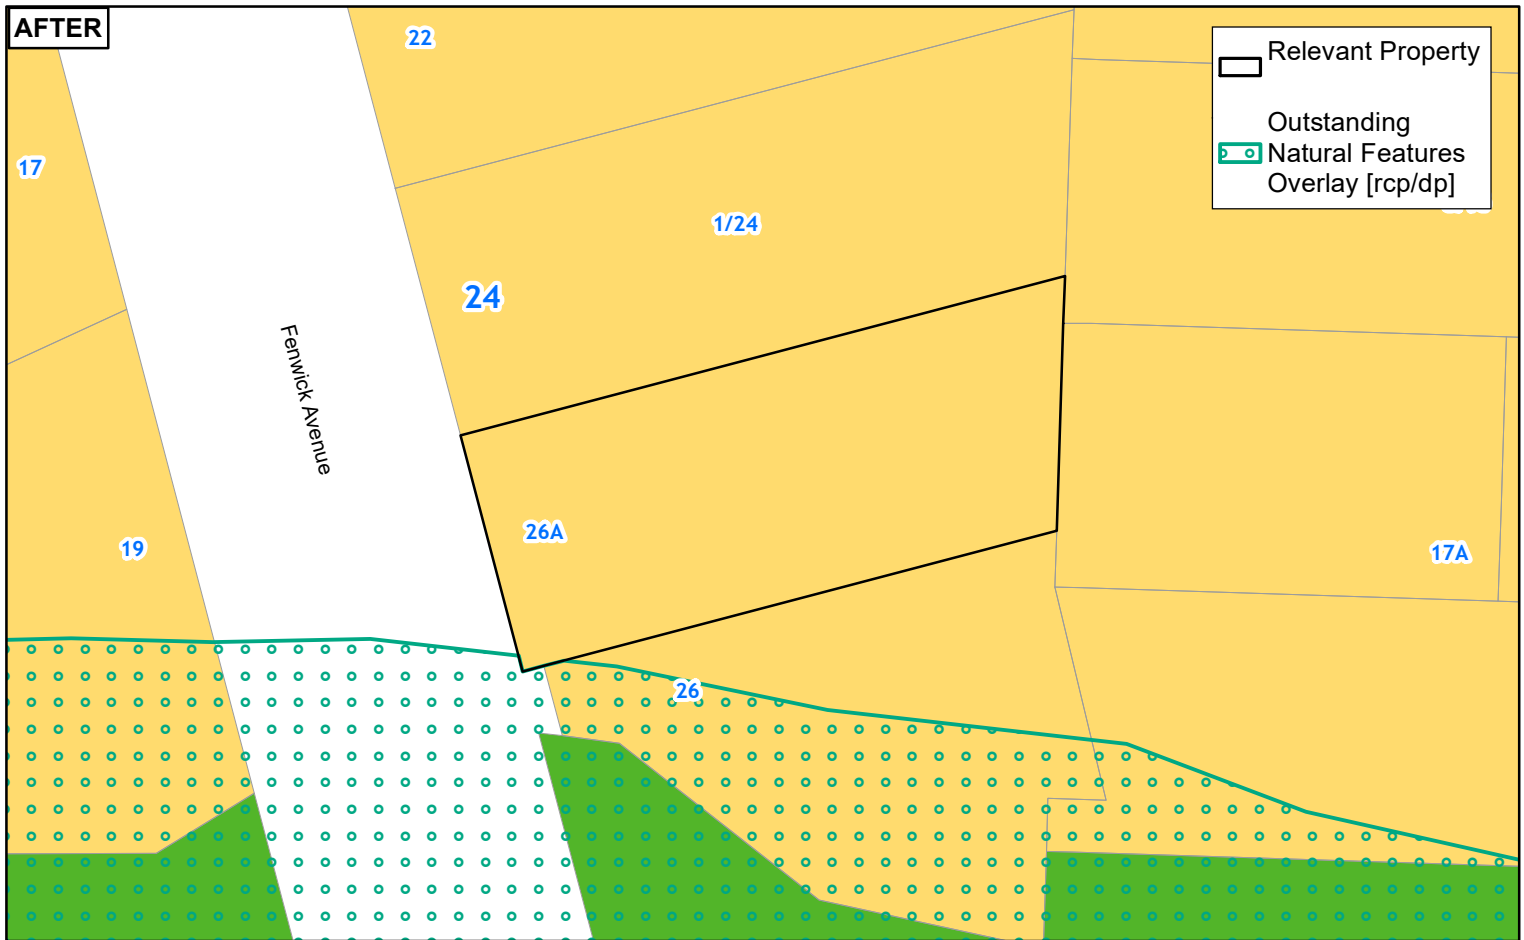 AFTER
22
Relevant Property
Outstanding
Natural Features
Overlay [rcp/dp]
17
1/24
24
Fenwick Avenue
26A
19
17A
26